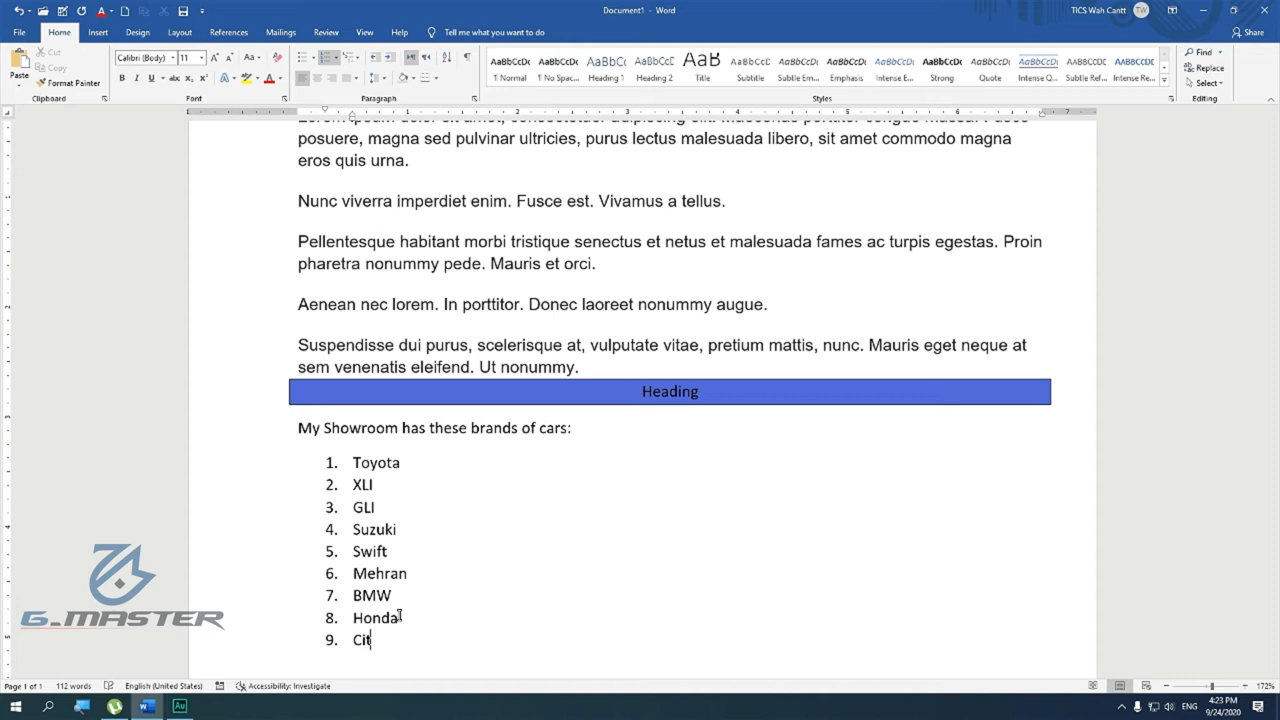 Document1 - Word
TICS Wah Cantt
TW
File
Home
Insert
Design
Layout
References
Mailings
Review
View
Help
Tell me what you want to do
Share
Paste
Cut
Copy
Format Painter
Clipboard
Calibri (Body)
11
Font
Paragraph
AaBbCcDc
1 Normal
AaBbCcDc
1 No Spac...
AaBbCc
Heading 1
AaBbCcD
Heading 2
AaB
Title
AaBbCcD
Subtitle
AaBbCcDc
Subtle Em...
AaBbCcDc
Emphasis
AaBbCcDc
Intense E...
AaBbCcDc
Strong
AaBbCcDc
Quote
AaBbCcDc
Intense Q...
AaBbCcDc
Subtle Ref...
AaBbCcDc
Intense Re...
Styles
Find
Replace
Select
Editing
posuere, magna sed pulvinar ultricies, purus lectus malesuada libero, sit amet commodo magna
eros quis urna.
Nunc viverra imperdiet enim. Fusce est. Vivamus a tellus.
Pellentesque habitant morbi tristique senectus et netus et malesuada fames ac turpis egestas. Proin
pharetra nonummy pede. Mauris et orci.
Aenean nec lorem. In porttitor. Donec laoreet nonummy augue.
Suspendisse dui purus, scelerisque at, vulputate vitae, pretium mattis, nunc. Mauris eget neque at
sem venenatis eleifend. Ut nonummy.
Heading
My Showroom has these brands of cars:
1. Toyota
2. XLI
3. GLI
4. Suzuki
5. Swift
6. Mehran
7. BMW
8. Honda
9. Cit
G.MASTER
Page 1 of 1
112 words
English (United States)
Accessibility: Investigate
172%
4:23 PM
9/24/2020
ENG